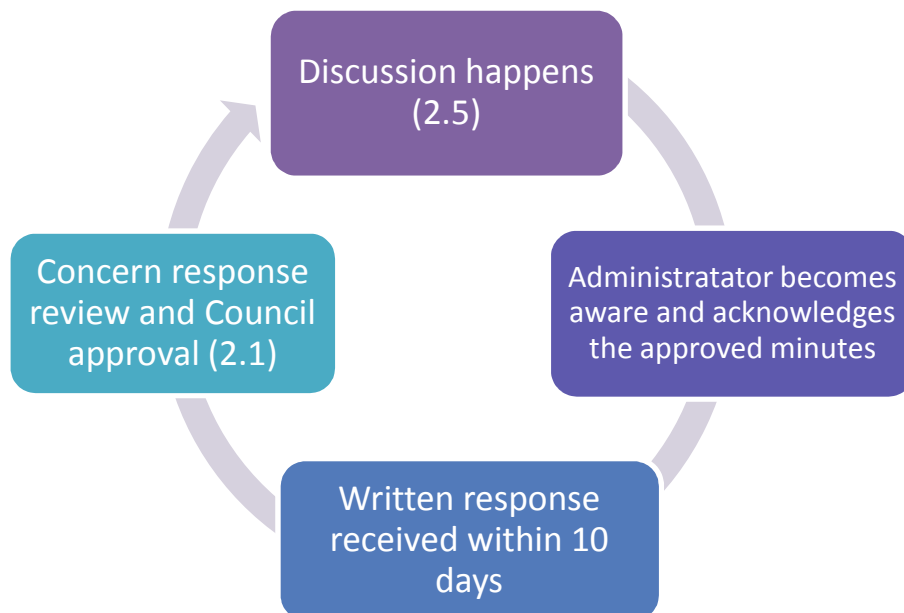 Discussion happens
(2.5)
Administratator becomes
aware and acknowledges
the approved minutes
Written response
received within 10
days
Concern response
review and Council
approval (2.1)